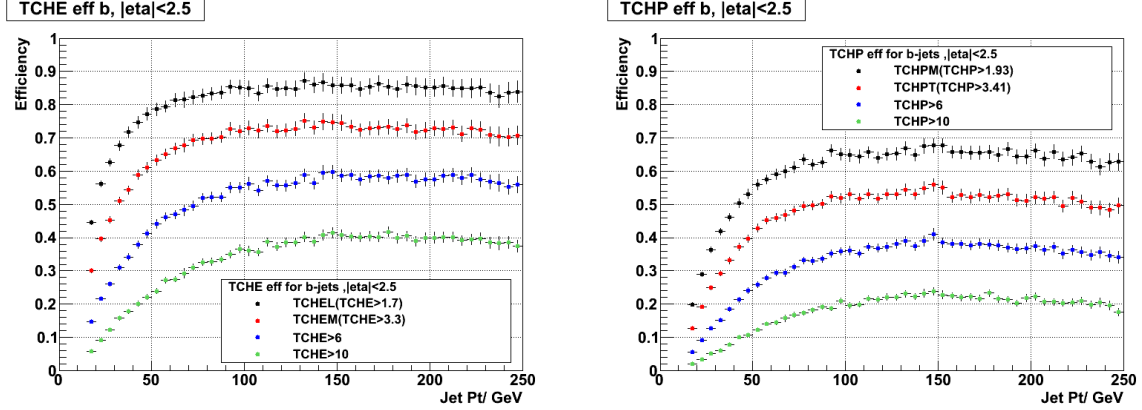 TCHE eff b, |eta|<2.5
Efficiency
1
0.9
0.8
0.7
0.6
0.5
0.4
0.3
0.2
0.1
0
TCHE eff for b-jets ,|eta|<2.5
TCHEL(TCHE>1.7)
TCHEM(TCHE>3.3)
TCHE>6
TCHE>10
0 50 100 150 200 250
Jet Pt/ GeV
TCHP eff b, |eta|<2.5
Efficiency
1
0.9
0.8
0.7
0.6
0.5
0.4
0.3
0.2
0.1
0
TCHP eff for b-jets ,|eta|<2.5
TCHPM(TCHP>1.93)
TCHPT(TCHP>3.41)
TCHP>6
TCHP>10
0 50 100 150 200 250
Jet Pt/ GeV